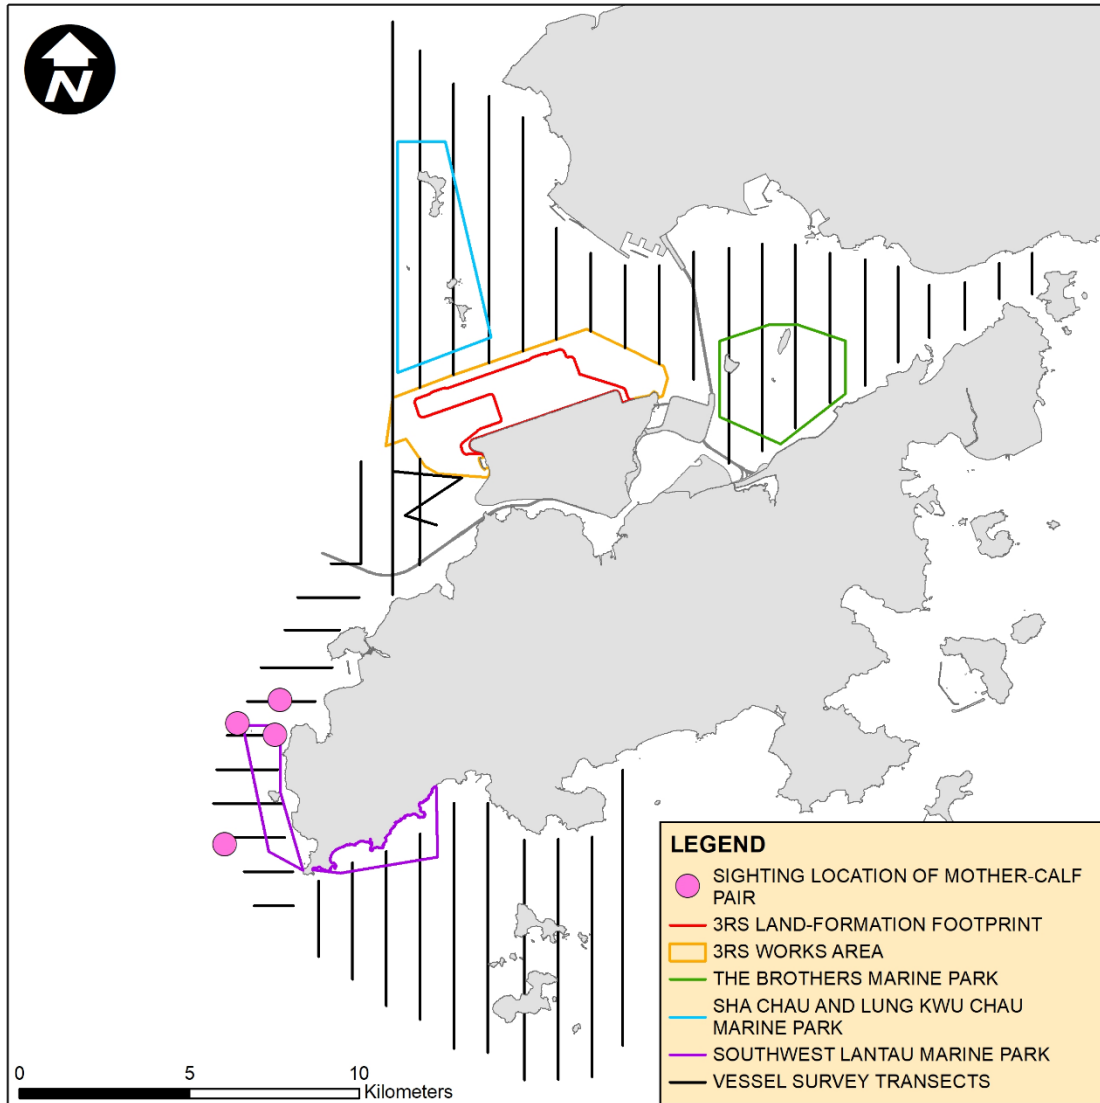 N
LEGEND
SIGHTING LOCATION OF MOTHER-CALF
PAIR
3RS LAND-FORMATION FOOTPRINT
3RS WORKS AREA
THE BROTHERS MARINE PARK
SHA CHAU AND LUNG KWU CHAU
MARINE PARK
SOUTHWEST LANTAU MARINE PARK
VESSEL SURVEY TRANSECTS
0 5 10
Kilometers